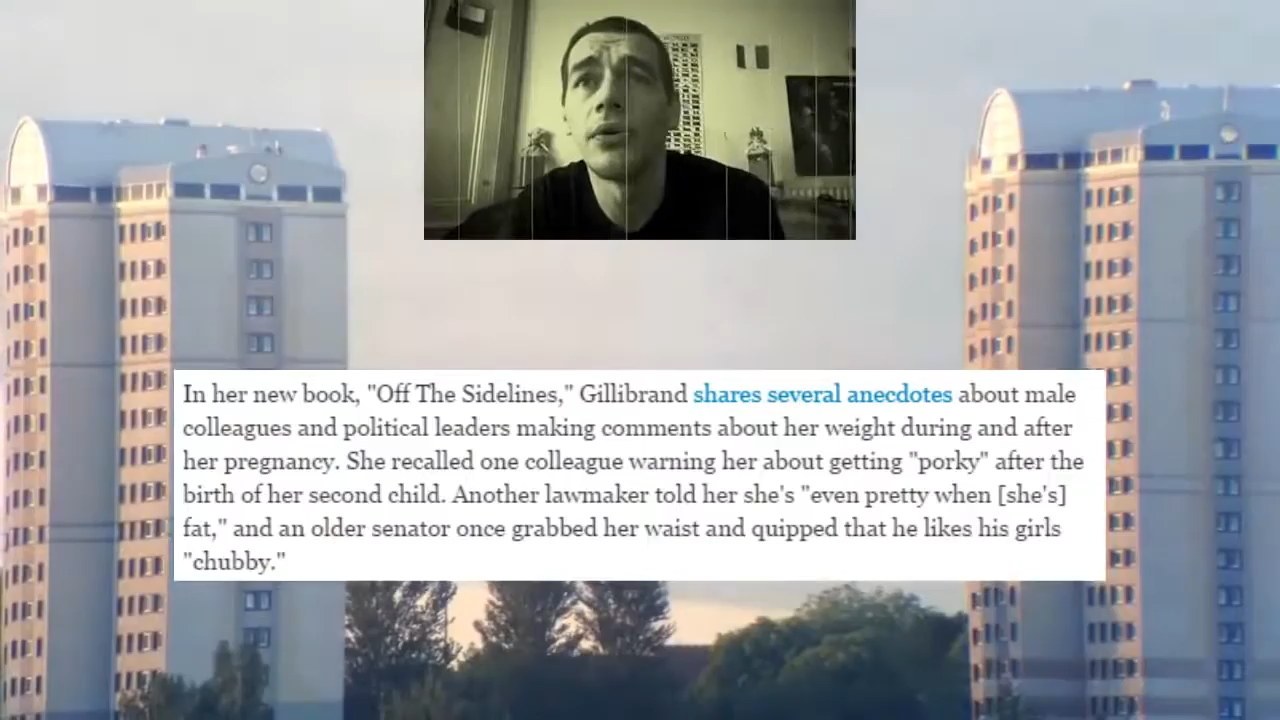 In her new book, "Off The Sidelines," Gillibrand shares several anecdotes about male
colleagues and political leaders making comments about her weight during and after
her pregnancy. She recalled one colleague warning her about getting "porky" after the
birth of her second child. Another lawmaker told her she's "even pretty when [she's]
fat," and an older senator once grabbed her waist and quipped that he likes his girls
"chubby."